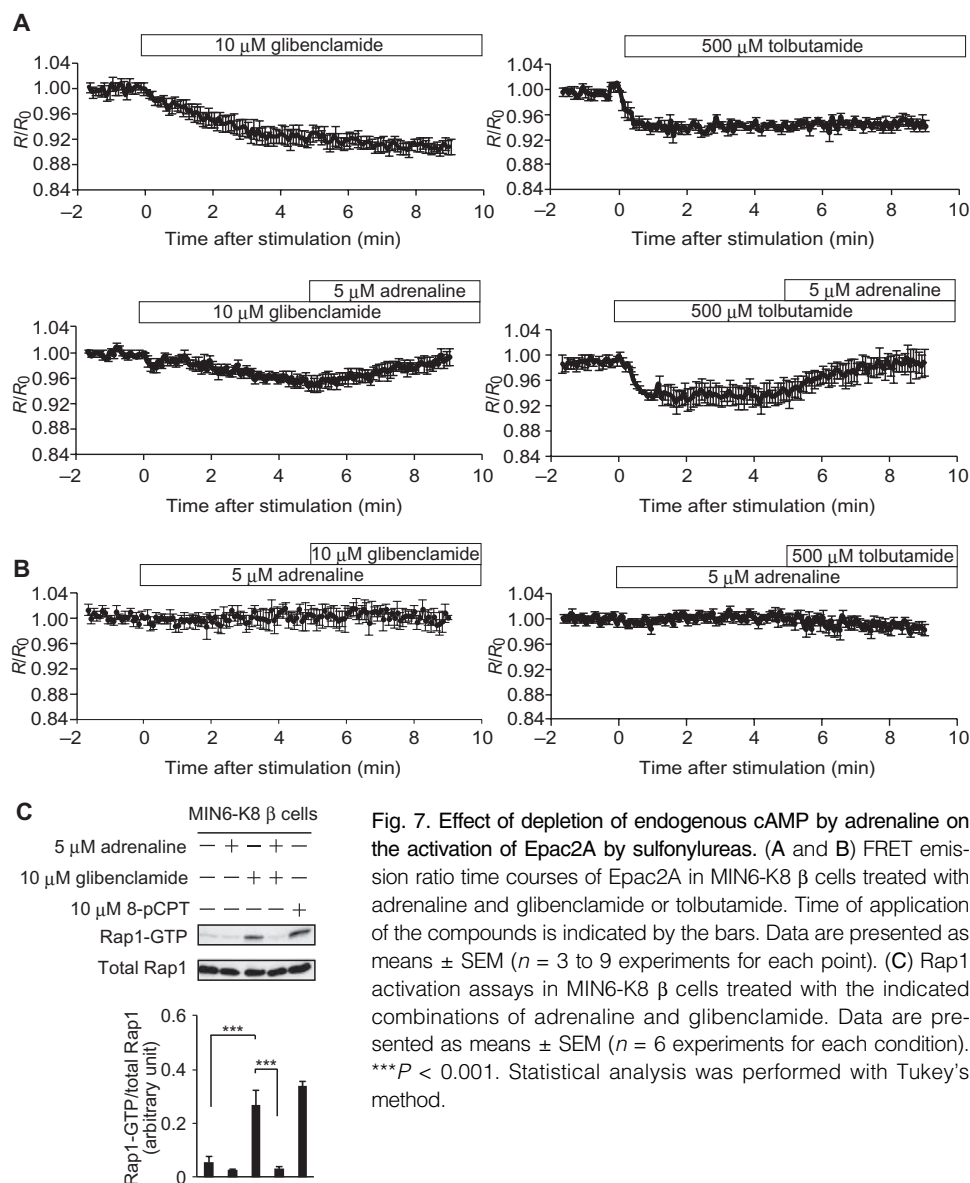 A
10 μM glibenclamide
1.04
1.00
0.96
0.92
0.88
0.84
R/R0
–2 0 2 4 6 8 10
Time after stimulation (min)
500 μM tolbutamide
1.04
1.00
0.96
0.92
0.88
0.84
R/R0
–2 0 2 4 6 8 10
Time after stimulation (min)
5 μM adrenaline
10 μM glibenclamide
1.04
1.00
0.96
0.92
0.88
0.84
R/R0
–2 0 2 4 6 8 10
Time after stimulation (min)
5 μM adrenaline
500 μM tolbutamide
1.04
1.00
0.96
0.92
0.88
0.84
R/R0
–2 0 2 4 6 8 10
Time after stimulation (min)
B
10 μM glibenclamide
5 μM adrenaline
1.04
1.00
0.96
0.92
0.88
0.84
R/R0
–2 0 2 4 6 8 10
Time after stimulation (min)
500 μM tolbutamide
5 μM adrenaline
1.04
1.00
0.96
0.92
0.88
0.84
R/R0
–2 0 2 4 6 8 10
Time after stimulation (min)
C
MIN6-K8 β cells
5 μM adrenaline – + – + –
10 μM glibenclamide – – + + –
10 μM 8-pCPT – – – – +
Rap1-GTP
Total Rap1
0.6
0.4
0.2
0
Rap1-GTP/total Rap1
(arbitrary unit)
***
***
Fig. 7. Effect of depletion of endogenous cAMP by adrenaline on
the activation of Epac2A by sulfonylureas. (A and B) FRET emis-
sion ratio time courses of Epac2A in MIN6-K8 β cells treated with
adrenaline and glibenclamide or tolbutamide. Time of application
of the compounds is indicated by the bars. Data are presented as
means ± SEM (n = 3 to 9 experiments for each point). (C) Rap1
activation assays in MIN6-K8 β cells treated with the indicated
combinations of adrenaline and glibenclamide. Data are pre-
sented as means ± SEM (n = 6 experiments for each condition).
***P < 0.001. Statistical analysis was performed with Tukey's
method.